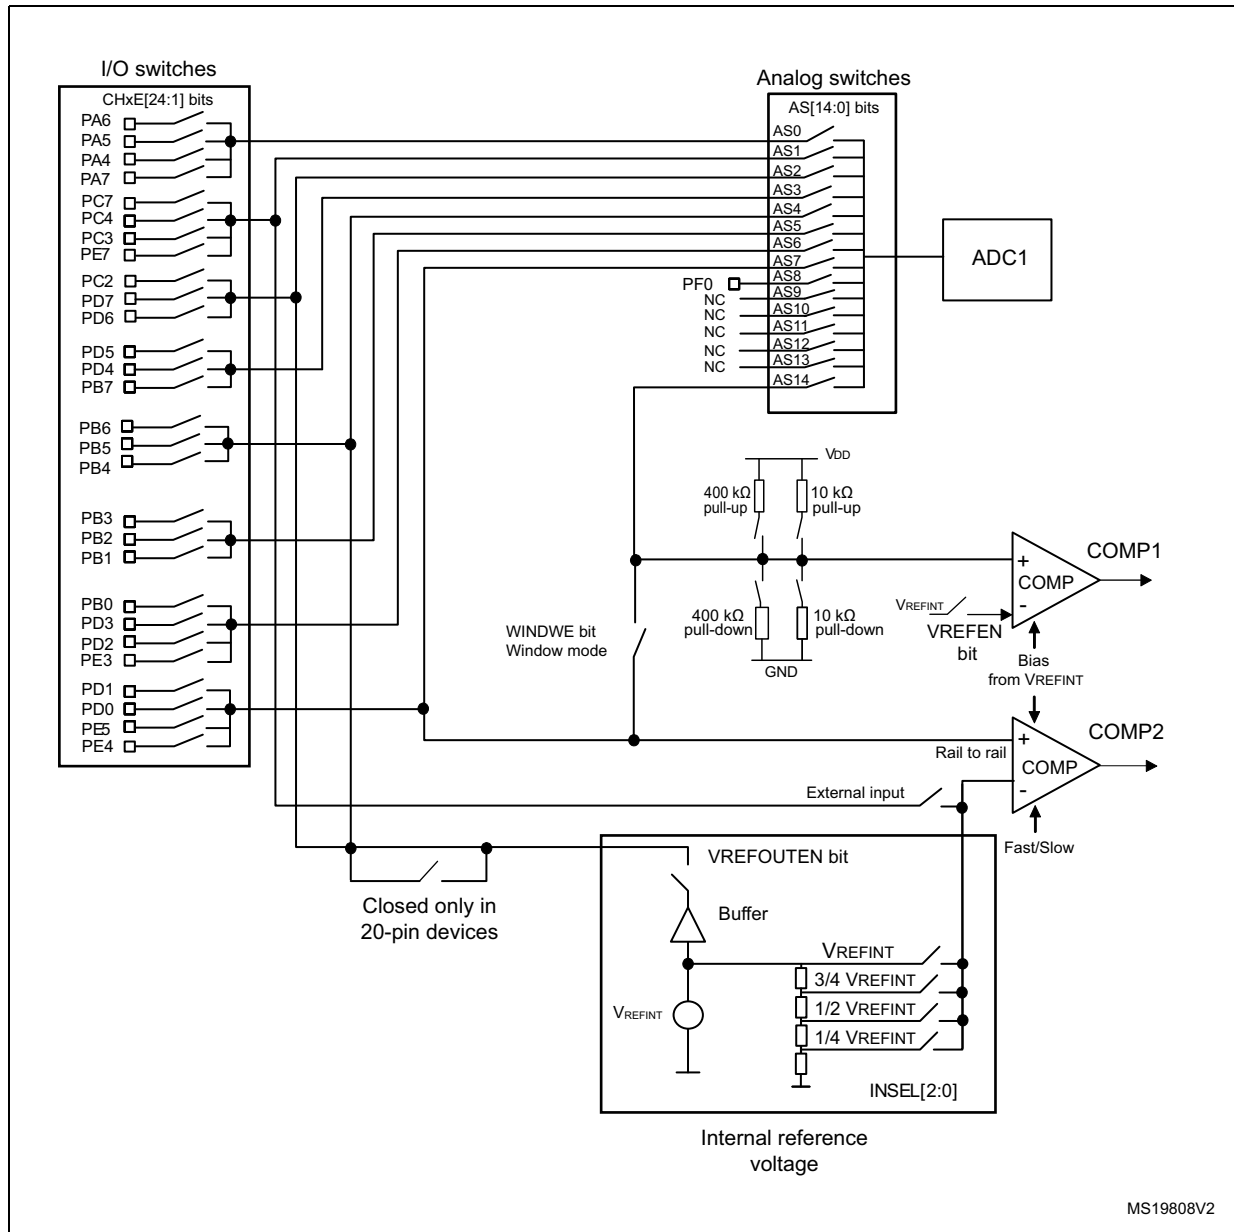 I/O switches
CHxE[24:1] bits
PA6
PA5
PA4
PA7
PC7
PC4
PC3
PE7
PC2
PD7
PD6
PD5
PD4
PB7
PB6
PB5
PB4
PB3
PB2
PB1
PB0
PD3
PD2
PE3
PD1
PD0
PE5
PE4
Analog switches
AS[14:0] bits
AS0
AS1
AS2
AS3
AS4
AS5
AS6
AS7
PF0 AS8
NC AS9
NC AS10
NC AS11
NC AS12
NC AS13
AS14
ADC1
VDD
400 kΩ
pull-up
10 kΩ
pull-up
400 kΩ
pull-down
10 kΩ
pull-down
GND
WINDWE bit
Window mode
+
COMP
-
COMP1
VREFINT
VREFEN
bit
Bias
from VREFINT
+
COMP
-
COMP2
Rail to rail
External input
Fast/Slow
Closed only in
20-pin devices
VREFOUTEN bit
Buffer
VREFINT
VREFINT
3/4 VREFINT
1/2 VREFINT
1/4 VREFINT
INSEL[2:0]
Internal reference
voltage
MS19808V2